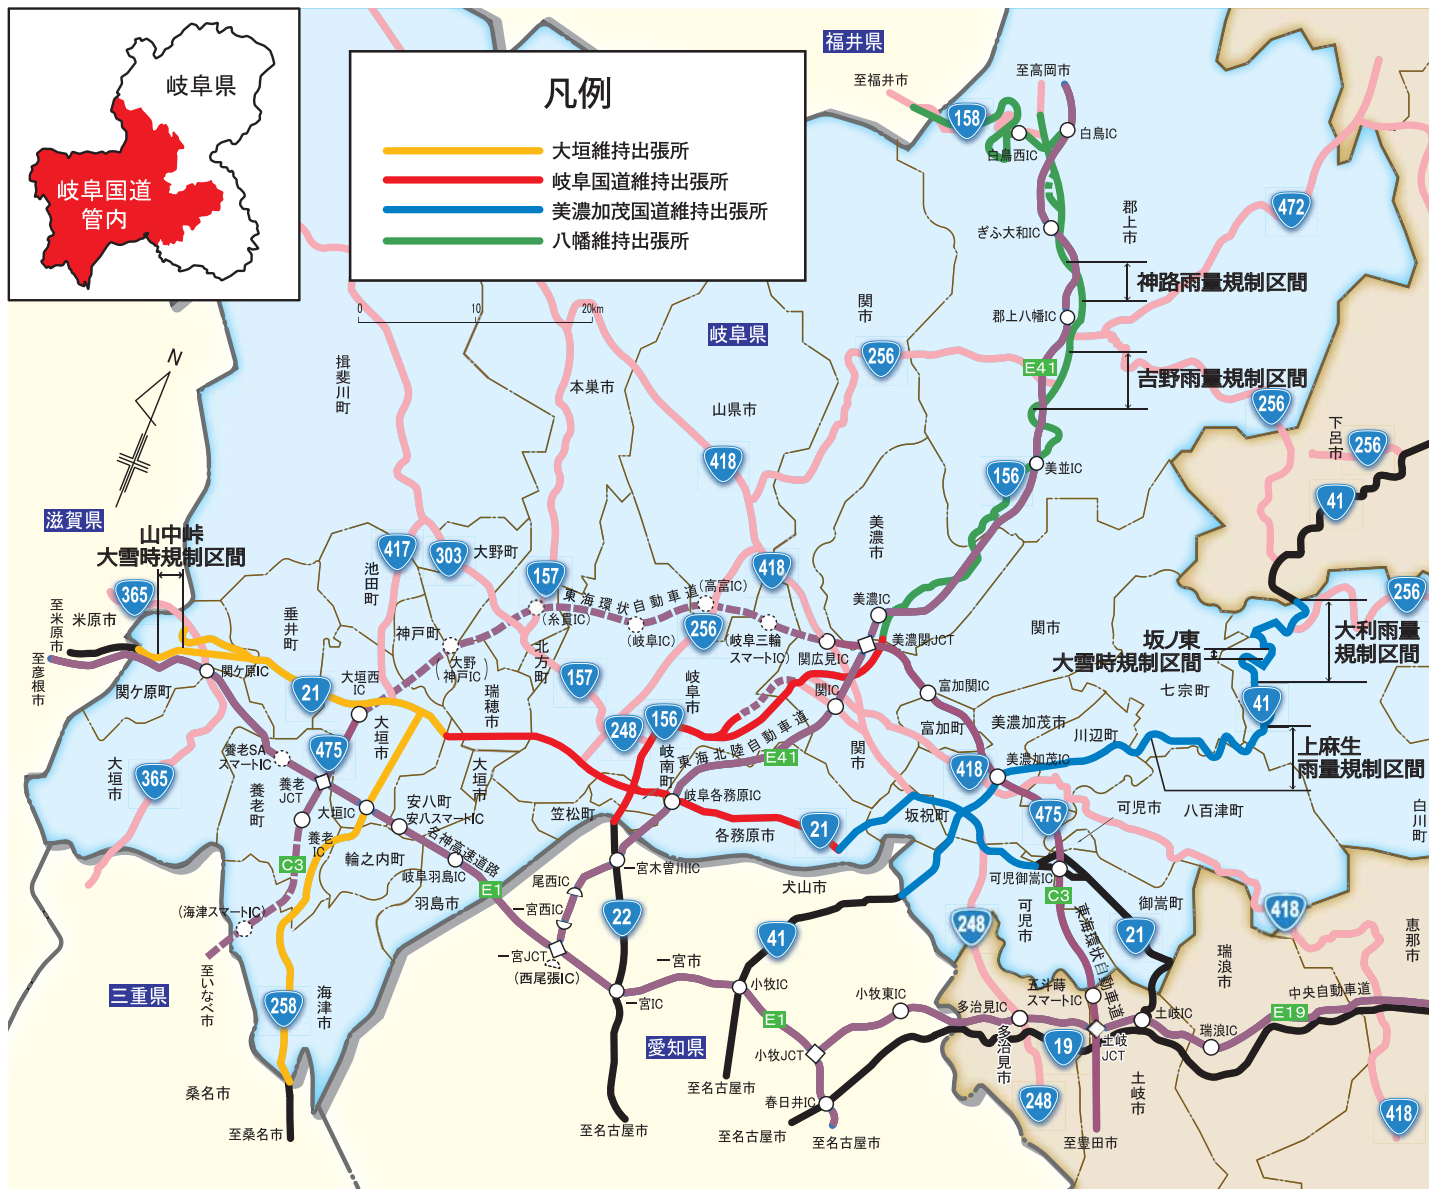 岐阜県
岐阜国道
管内
凡例
大垣維持出張所
岐阜国道維持出張所
美濃加茂国道維持出張所
八幡維持出張所
0
10
20km
N
福井県
至福井市
158
至高岡市
白鳥西IC
白鳥IC
ぎふ大和IC
郡上市
472
神路雨量規制区間
郡上八幡IC
関市
岐阜県
256
E41
吉野雨量規制区間
256
下呂市
256
41
揖斐川町
本巣市
山県市
418
156
美並IC
滋賀県
山中峠
大雪時規制区間
365
至米原市
米原市
至彦根市
関ケ原町
関ケ原IC
垂井町
池田町
417
303
大野町
157
(糸貫IC)
東海環状自動車道
(高富IC)
418
256
(岐阜IC)
(岐阜三輪
スマートIC)
関広見IC
美濃市
美濃IC
美濃関JCT
関市
神戸町
大野
神戸IC
(
)
北方町
瑞穂市
157
248
156
岐阜市
岐南町
関IC
東海北陸自動車道
E41
関市
富加関IC
富加町
美濃加茂市
川辺町
坂ノ東
大雪時規制区間
大利雨量
規制区間
256
七宗町
41
上麻生
雨量規制区間
美濃加茂IC
418
475
可児市
八百津町
白川町
21
大垣西
IC
大垣市
475
養老SA
スマートIC
養老
JCT
養老町
大垣市
365
大垣IC
安八町
安八スマートIC
大垣市
養老
IC
C3
輪之内町
名神高速道路
岐阜羽島IC
羽島市
E1
笠松町
岐阜各務原IC
各務原市
21
坂祝町
一宮木曽川IC
犬山市
可児御嵩IC
C3
可児市
御嵩町
21
248
418
恵那市
瑞浪市
(海津スマートIC)
至いなべ市
三重県
258
海津市
桑名市
至桑名市
尾西IC
一宮西IC
22
一宮JCT
(西尾張IC)
一宮IC
一宮市
41
小牧IC
小牧東IC
E1
愛知県
小牧JCT
至名古屋市
至名古屋市
春日井IC
至名古屋市
至名古屋市
多治見IC
多治見市
五斗蒔
スマートIC
東海環状自動車道
19
土岐
JCT
土岐IC
瑞浪IC
E19
中央自動車道
248
土岐市
至豊田市
418